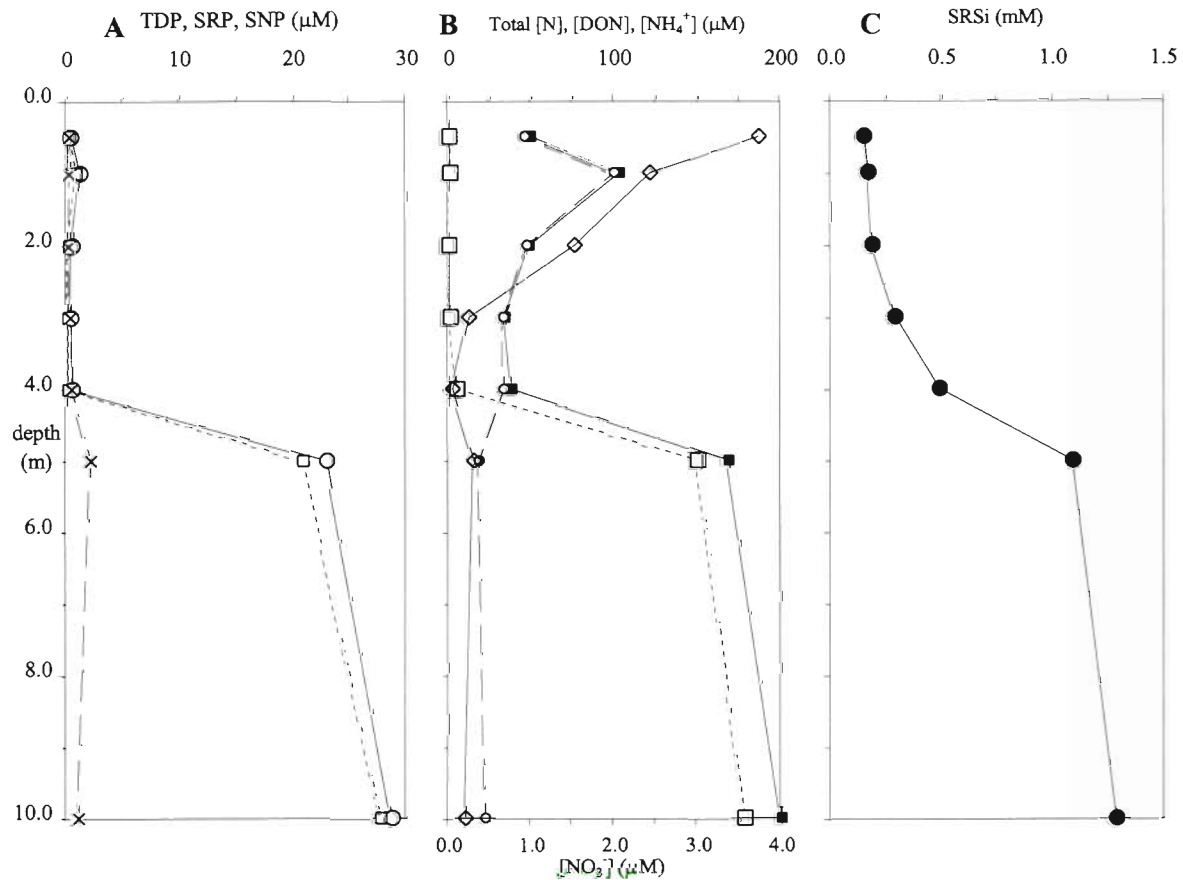 A TDP, SRP, SNP (μM)
0 10 20 30
B Total [N], [DON], [NH₄⁺] (μM)
0 100 200
C SRSi (mM)
0.0 0.5 1.0 1.5
0.0
2.0
4.0
depth
(m)
6.0
8.0
10.0
0.0 1.0 2.0 3.0 4.0
[NO₃⁻] (μM)